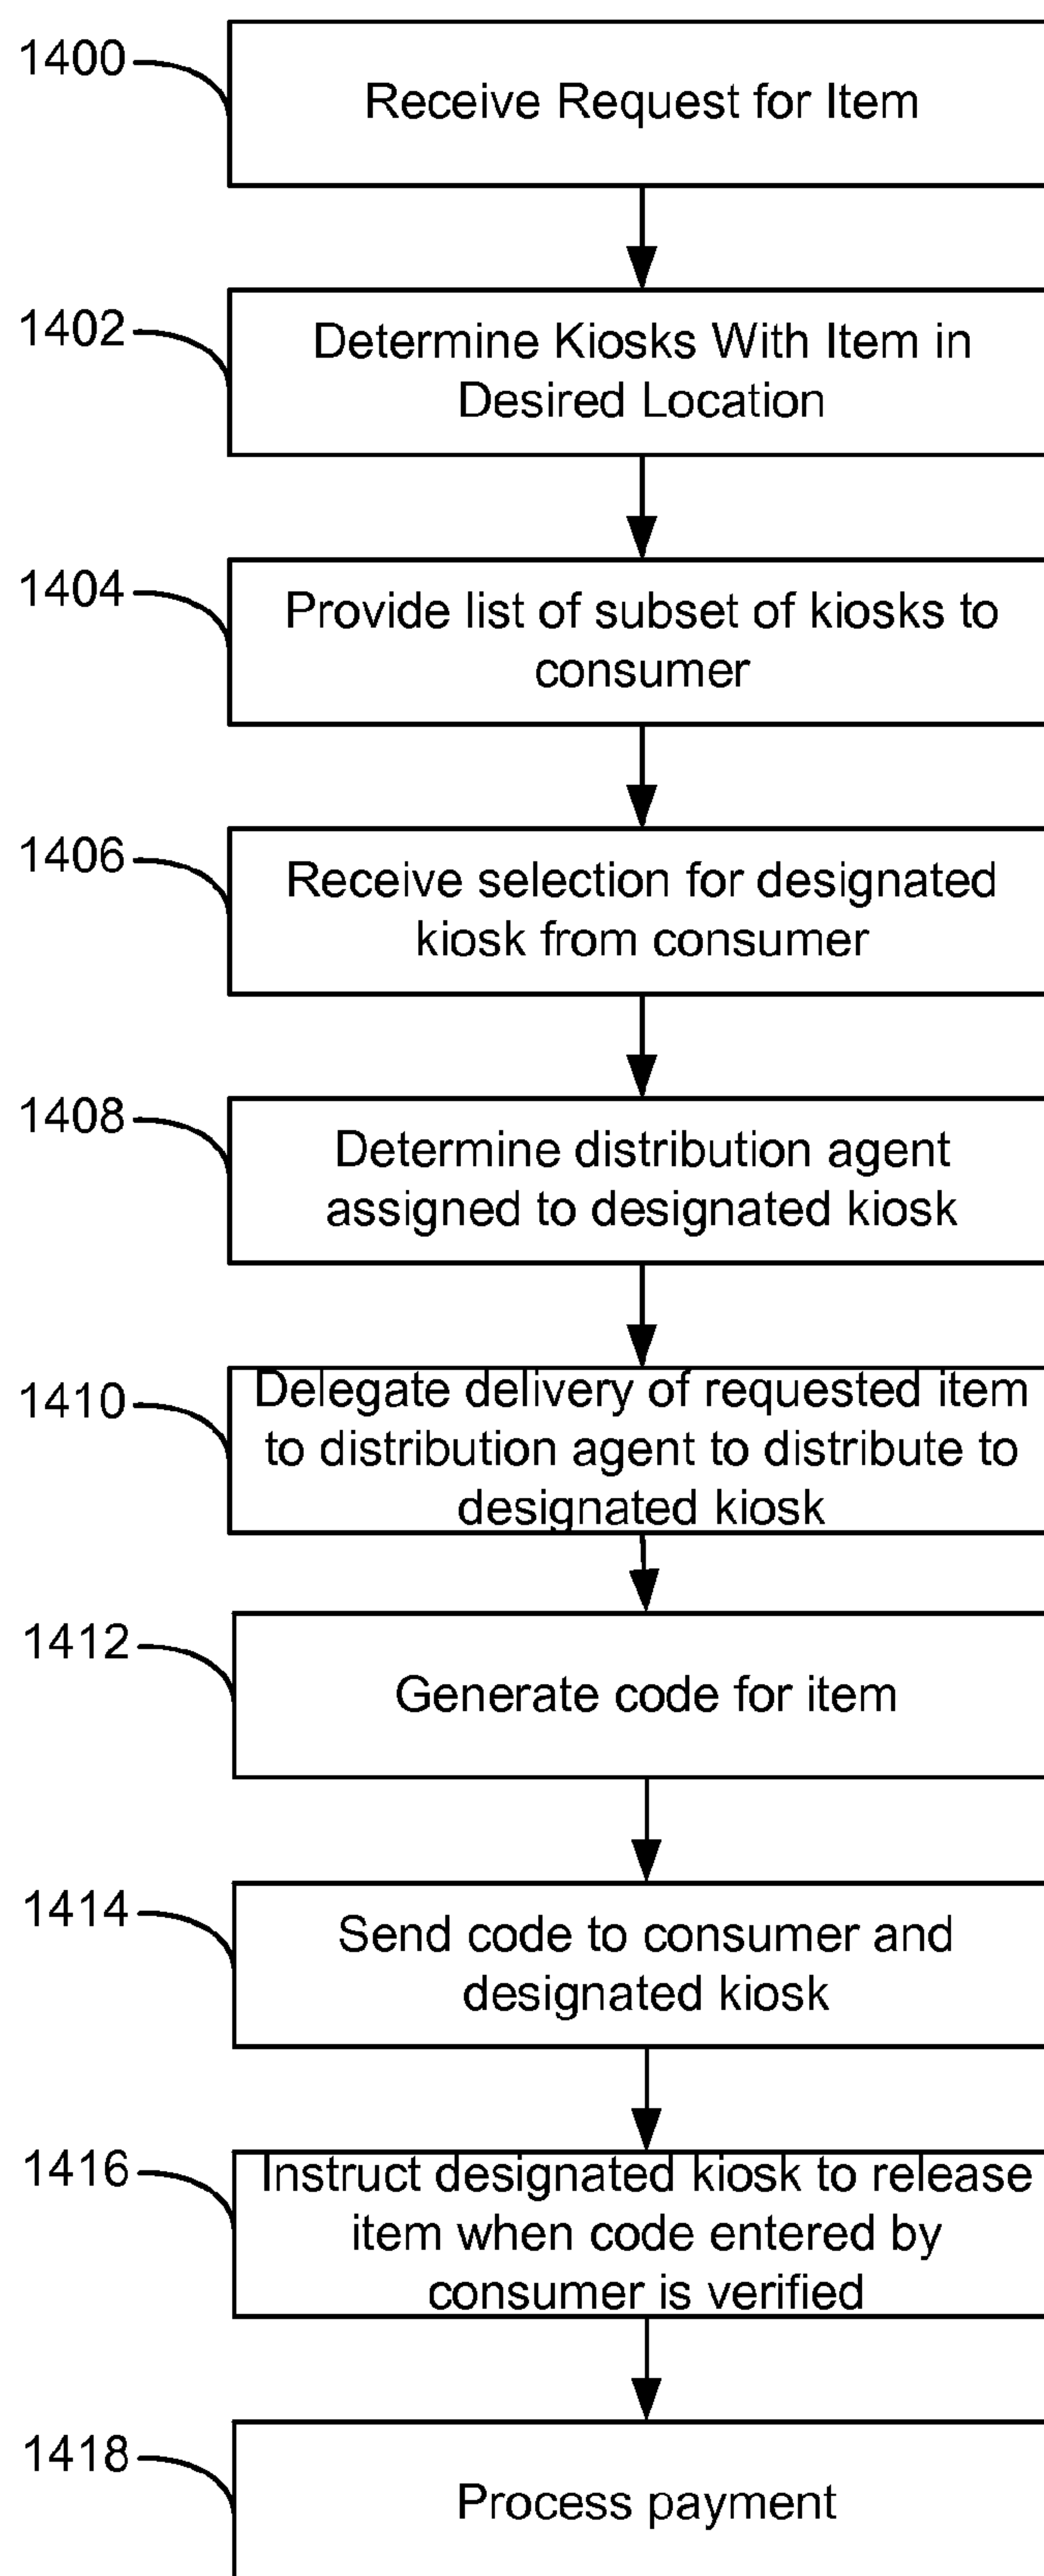 1400
Receive Request for Item
1402
Determine Kiosks With Item in
Desired Location
1404
Provide list of subset of kiosks to
consumer
1406
Receive selection for designated
kiosk from consumer
1408
Determine distribution agent
assigned to designated kiosk
1410
Delegate delivery of requested item
to distribution agent to distribute to
designated kiosk
1412
Generate code for item
1414
Send code to consumer and
designated kiosk
1416
Instruct designated kiosk to release
item when code entered by
consumer is verified
1418
Process payment